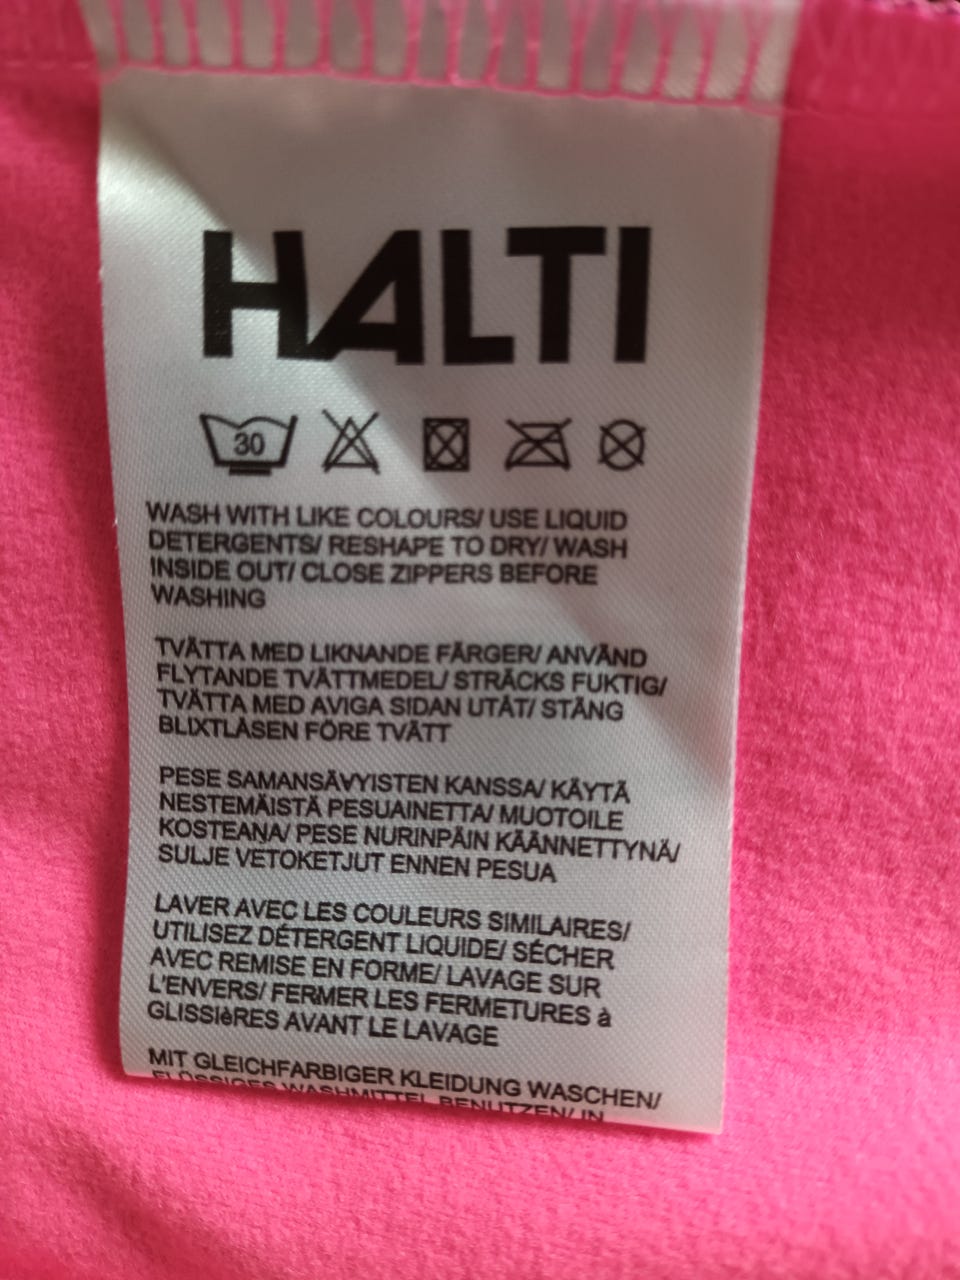 HALTI
30
WASH WITH LIKE COLOURS/ USE LIQUID
DETERGENTS/ RESHAPE TO DRY/ WASH
INSIDE OUT/ CLOSE ZIPPERS BEFORE
WASHING
TVÄTTA MED LIKNANDE FÄRGER/ ANVÄND
FLYTANDE TVÄTTMEDEL/ STRÄCKS FUKTIG/
TVÄTTA MED AVIGA SIDAN UTÅT/ STÄNG
BLIXTLÅSEN FÖRE TVÄTT
PESE SAMANSÄVYISTEN KANSSA/ KÄYTÄ
NESTEMÄISTÄ PESUAINETTA/ MUOTOILE
KOSTEANA/ PESE NURINPÄIN KÄÄNNETTYNÄ/
SULJE VETOKETJUT ENNEN PESUA
LAVER AVEC LES COULEURS SIMILAIRES/
UTILISEZ DÉTERGENT LIQUIDE/ SÉCHER
AVEC REMISE EN FORME/ LAVAGE SUR
L'ENVERS/ FERMER LES FERMETURES à
GLISSIèRES AVANT LE LAVAGE
MIT GLEICHFARBIGER KLEIDUNG WASCHEN/
FLÜSSIGES WASHMITTEL BENUTZEN/ IN